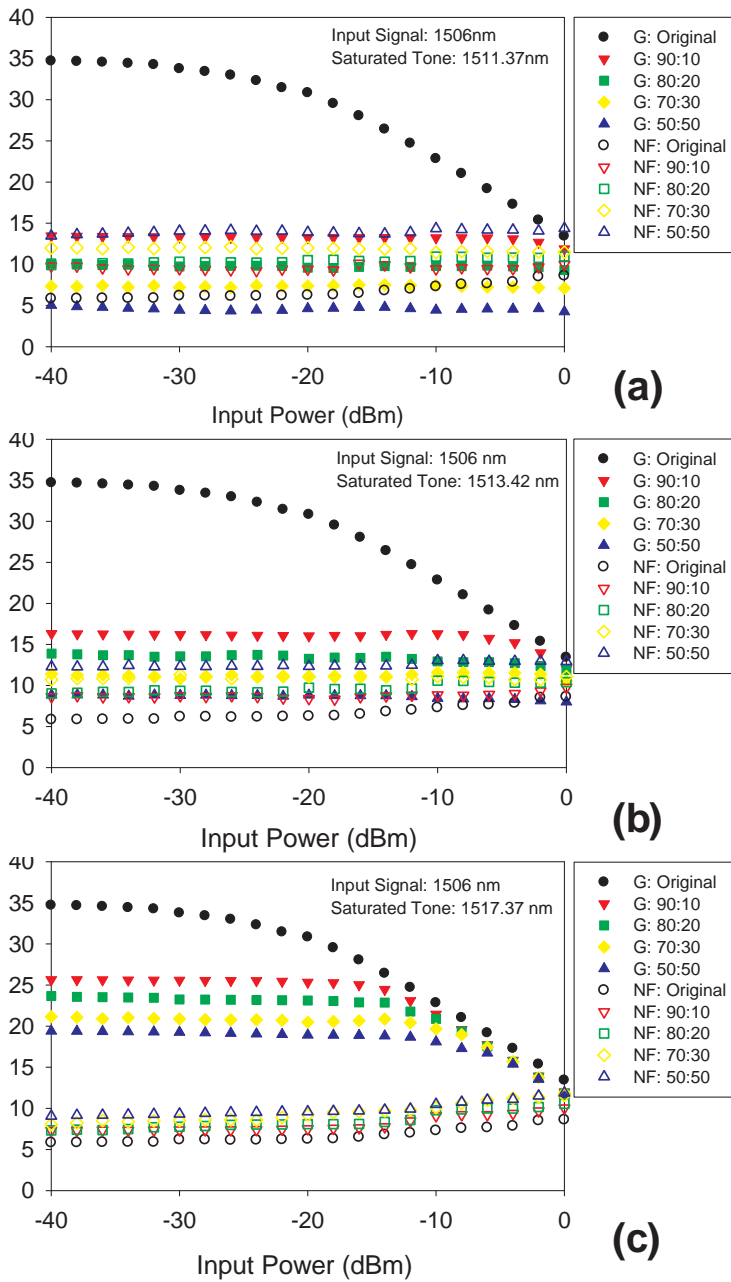 40
35
30
25
20
15
10
5
0
-40 -30 -20 -10 0
Input Power (dBm)
Input Signal: 1506nm
Saturated Tone: 1511.37nm
G: Original
G: 90:10
G: 80:20
G: 70:30
G: 50:50
NF: Original
NF: 90:10
NF: 80:20
NF: 70:30
NF: 50:50
(a)
40
35
30
25
20
15
10
5
0
-40 -30 -20 -10 0
Input Power (dBm)
Input Signal: 1506 nm
Saturated Tone: 1513.42 nm
G: Original
G: 90:10
G: 80:20
G: 70:30
G: 50:50
NF: Original
NF: 90:10
NF: 80:20
NF: 70:30
NF: 50:50
(b)
40
35
30
25
20
15
10
5
0
-40 -30 -20 -10 0
Input Power (dBm)
Input Signal: 1506 nm
Saturated Tone: 1517.37 nm
G: Original
G: 90:10
G: 80:20
G: 70:30
G: 50:50
NF: Original
NF: 90:10
NF: 80:20
NF: 70:30
NF: 50:50
(c)